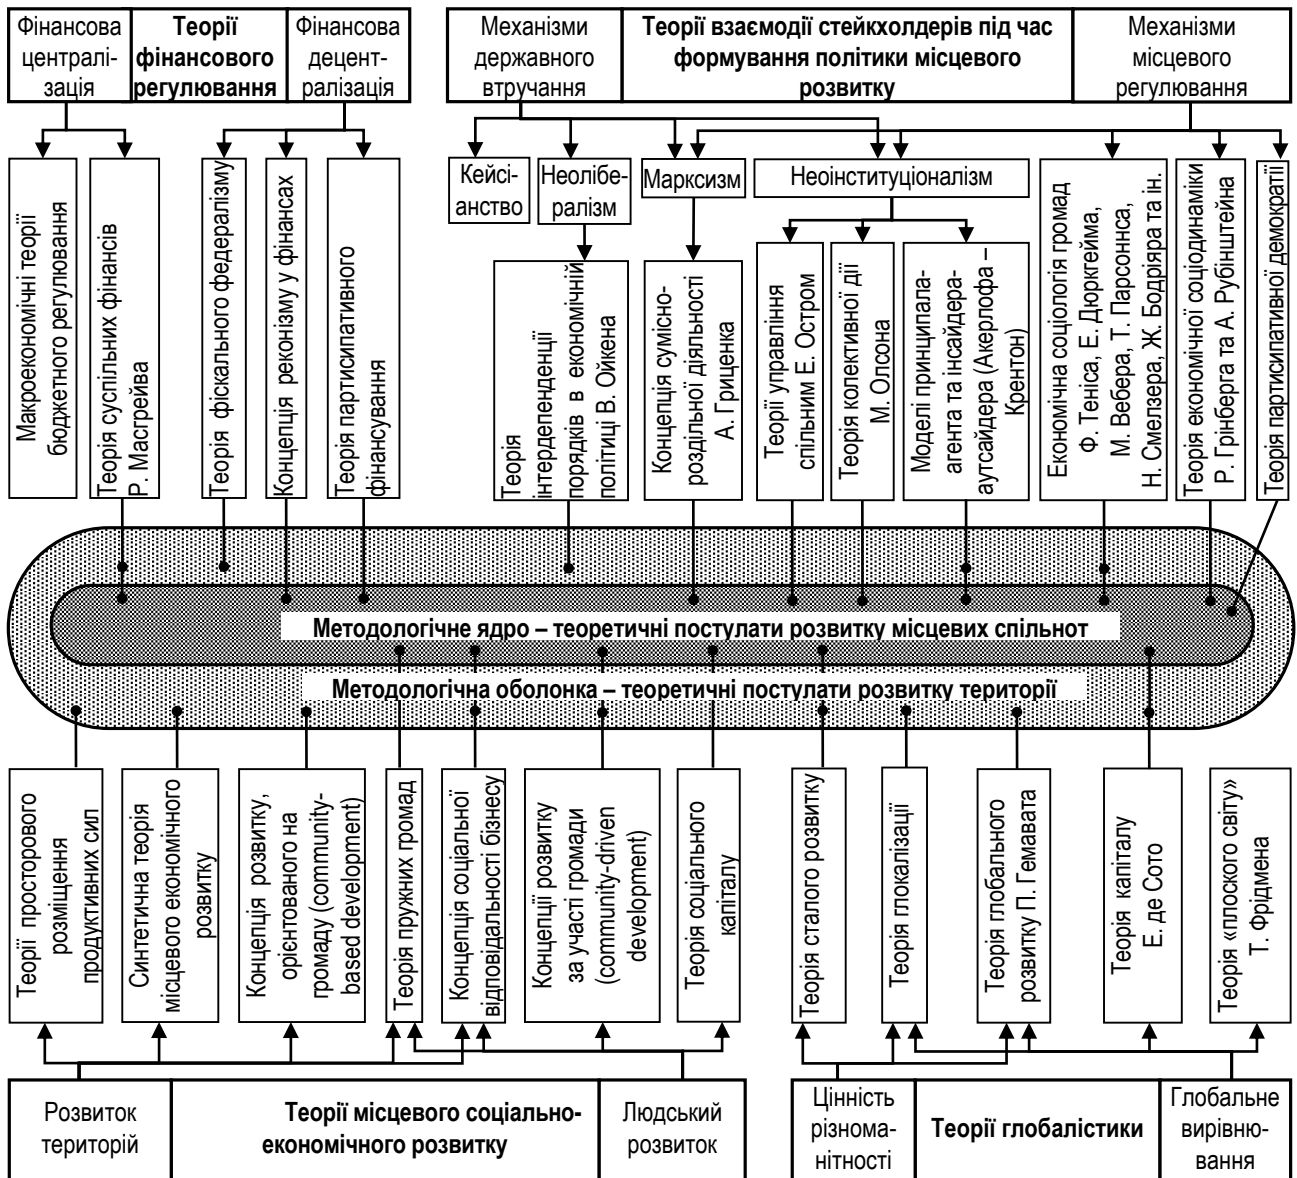 Фінансова
централі-
зація
Теорії
фінансового
регулювання
Фінансова
децент-
ралізація
Механізми
державного
втручання
Теорії взаємодії стейкхолдерів під час
формування політики місцевого
розвитку
Механізми
місцевого
регулювання
Макроекономічні теорії
бюджетного регулювання
Теорія суспільних фінансів
Р. Масгрейва
Теорія фіскального федералізму
Концепція реконізму у фінансах
Теорія партисипативного
фінансування
Кейсі-
анство
Неолібе-
ралізм
Марксизм
Неоінституціоналізм
Теорія
інтерденденції
порядків в економічній
політиці В. Ойкена
Концепція сумісно-
роздільної діяльності
А. Гриценка
Теорії управління
спільним Е. Остром
Теорія колективної дії
М. Олсона
Моделі принципала-
агента та інсайдера-
аутсайдера (Акерлофа –
Крентон)
Економічна соціологія громад
Ф. Теніса, Е. Дюркгейма,
М. Вебера, Т. Парсоннса,
Н. Смелзера, Ж. Бодріяра та ін.
Теорія економічної соціодинаміки
Р. Грінберга та А. Рубінштейна
Теорія партисипативної демократії
Методологічне ядро – теоретичні постулати розвитку місцевих спільнот
Методологічна оболонка – теоретичні постулати розвитку території
Теорії просторового
розміщення
продуктивних сил
Синтетична теорія
місцевого економічного
розвитку
Концепція розвитку,
орієнтованого на
громаду (community-
based development)
Теорія пружних громад
Концепція соціальної
відповідальності бізнесу
Концепції розвитку
за участі громади
(community-driven
development)
Теорія соціального
капіталу
Теорія сталого розвитку
Теорія глокалізації
Теорія глобального
розвитку П. Гемавата
Теорія капіталу
Е. де Сото
Теорія «плоского світу»
Т. Фрідмена
Розвиток
територій
Теорії місцевого соціально-
економічного розвитку
Людський
розвиток
Цінність
різнома-
нітності
Теорії глобалістики
Глобальне
вирівню-
вання